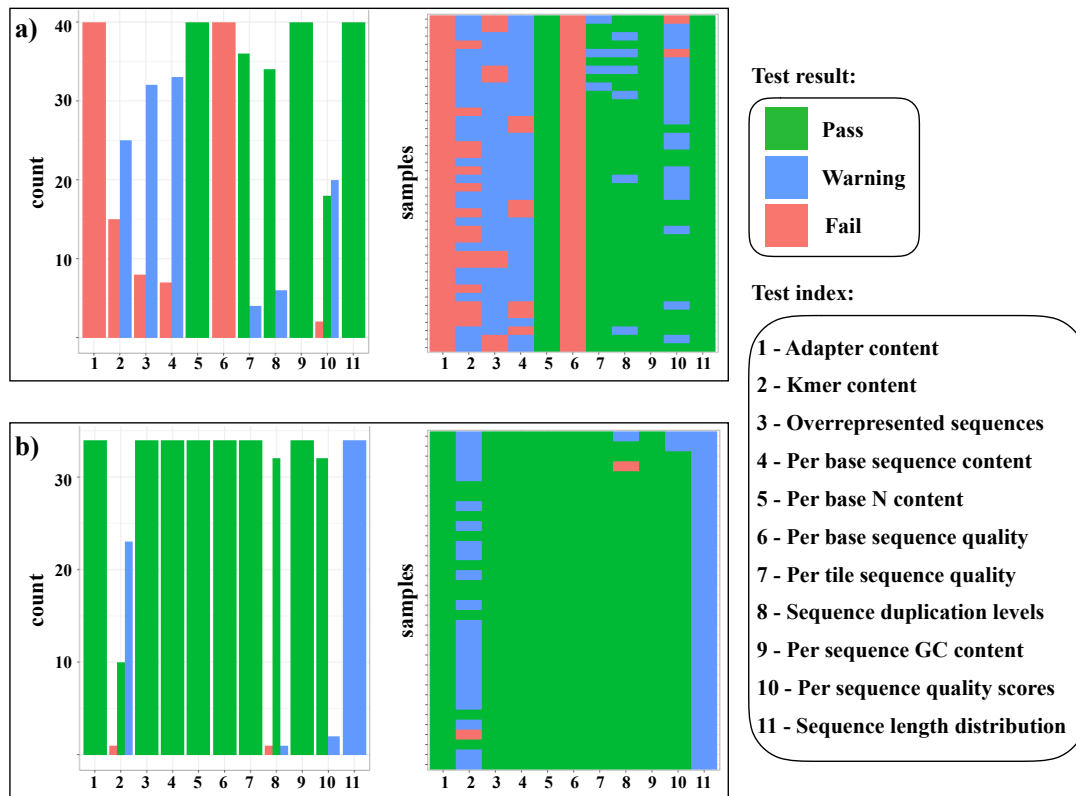 a)
40
30
20
10
count
1 2 3 4 5 6 7 8 9 10 11
samples
1 2 3 4 5 6 7 8 9 10 11
b)
30
20
10
count
1 2 3 4 5 6 7 8 9 10 11
samples
1 2 3 4 5 6 7 8 9 10 11
Test result:
Pass
Warning
Fail
Test index:
1 - Adapter content
2 - Kmer content
3 - Overrepresented sequences
4 - Per base sequence content
5 - Per base N content
6 - Per base sequence quality
7 - Per tile sequence quality
8 - Sequence duplication levels
9 - Per sequence GC content
10 - Per sequence quality scores
11 - Sequence length distribution